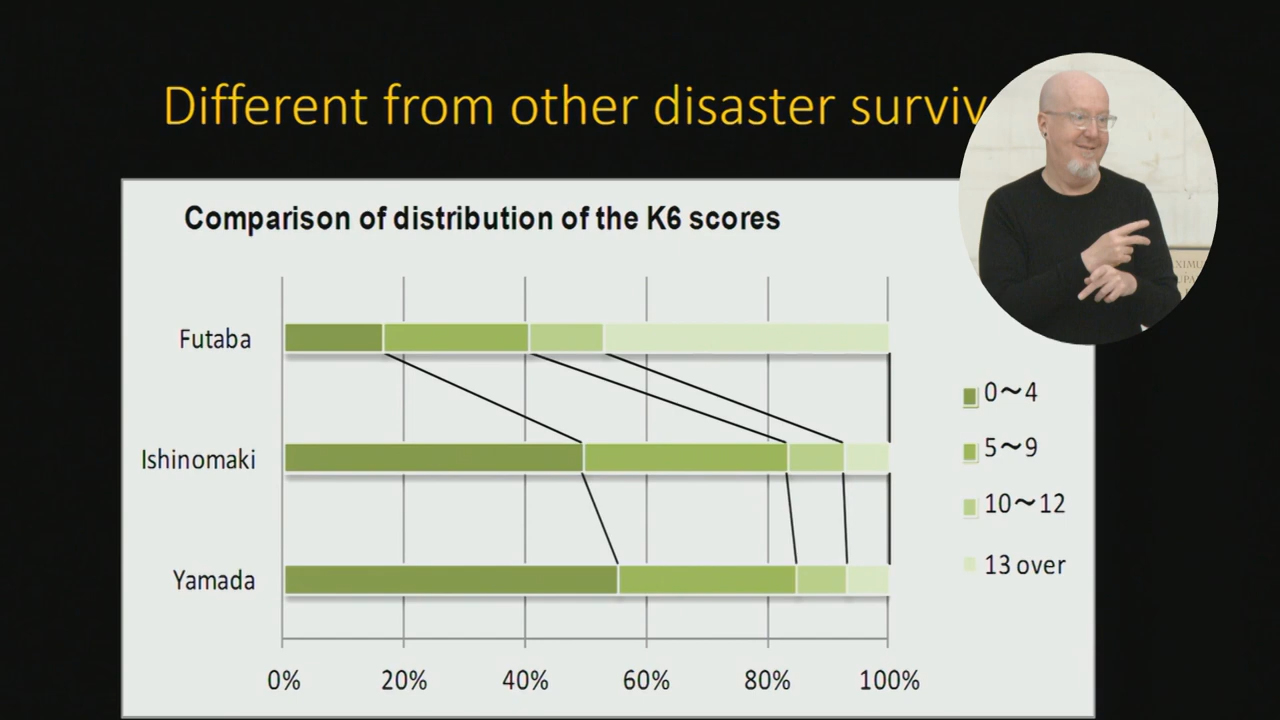 Different from other disaster surviv
Comparison of distribution of the K6 scores
Futaba
Ishinomaki
Yamada
0% 20% 40% 60% 80% 100%
0～4
5～9
10～12
13 over